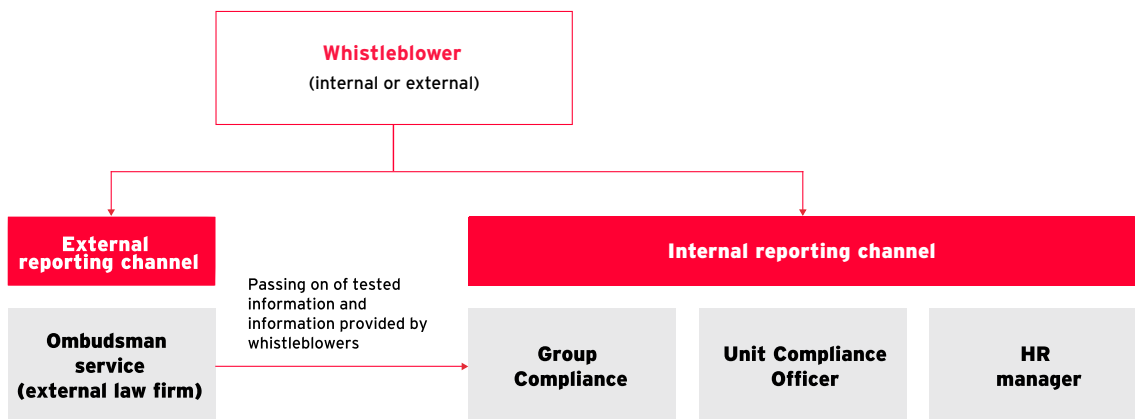 Whistleblower
(internal or external)
External
reporting channel
Internal reporting channel
Passing on of tested
information and
information provided by
whistleblowers
Ombudsman
service
(external law firm)
Group
Compliance
Unit Compliance
Officer
HR
manager